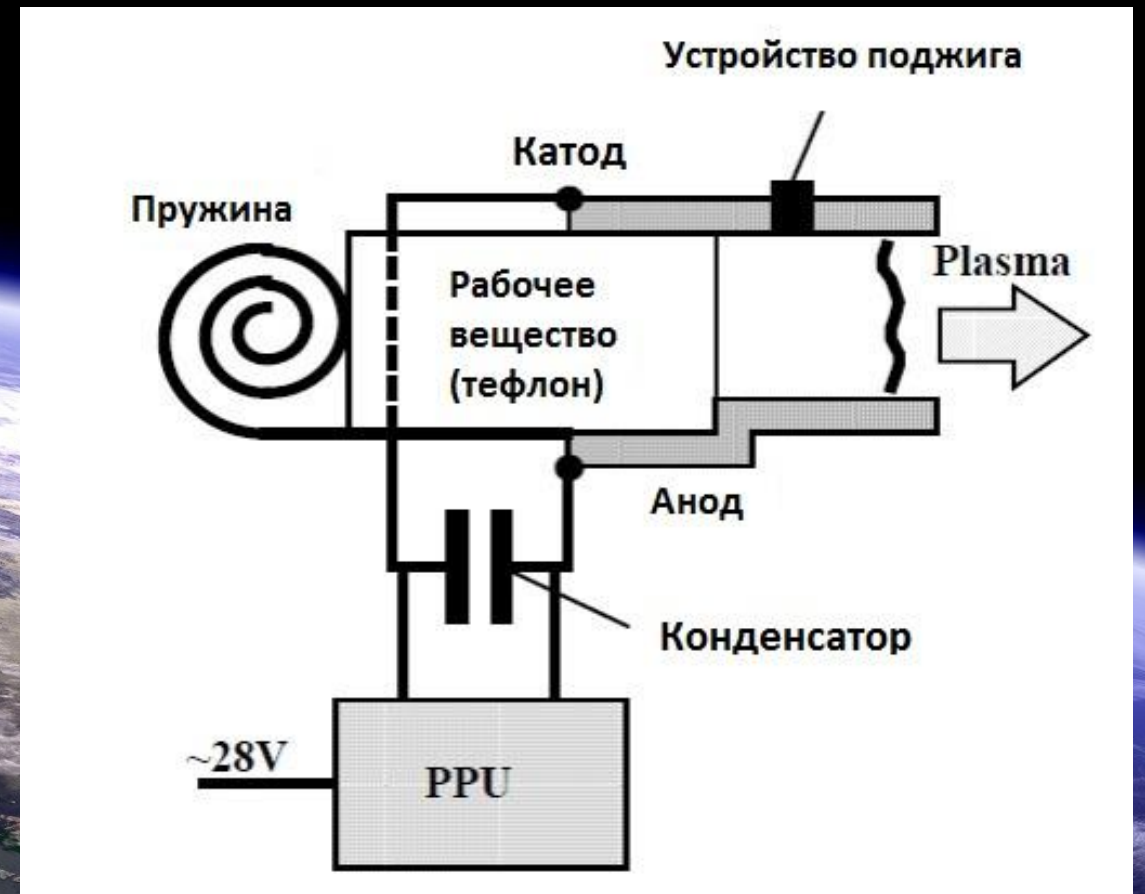 Устройство поджига
Катод
Пружина
Plasma
Рабочее
вещество
(тефлон)
Анод
Конденсатор
~28V
PPU